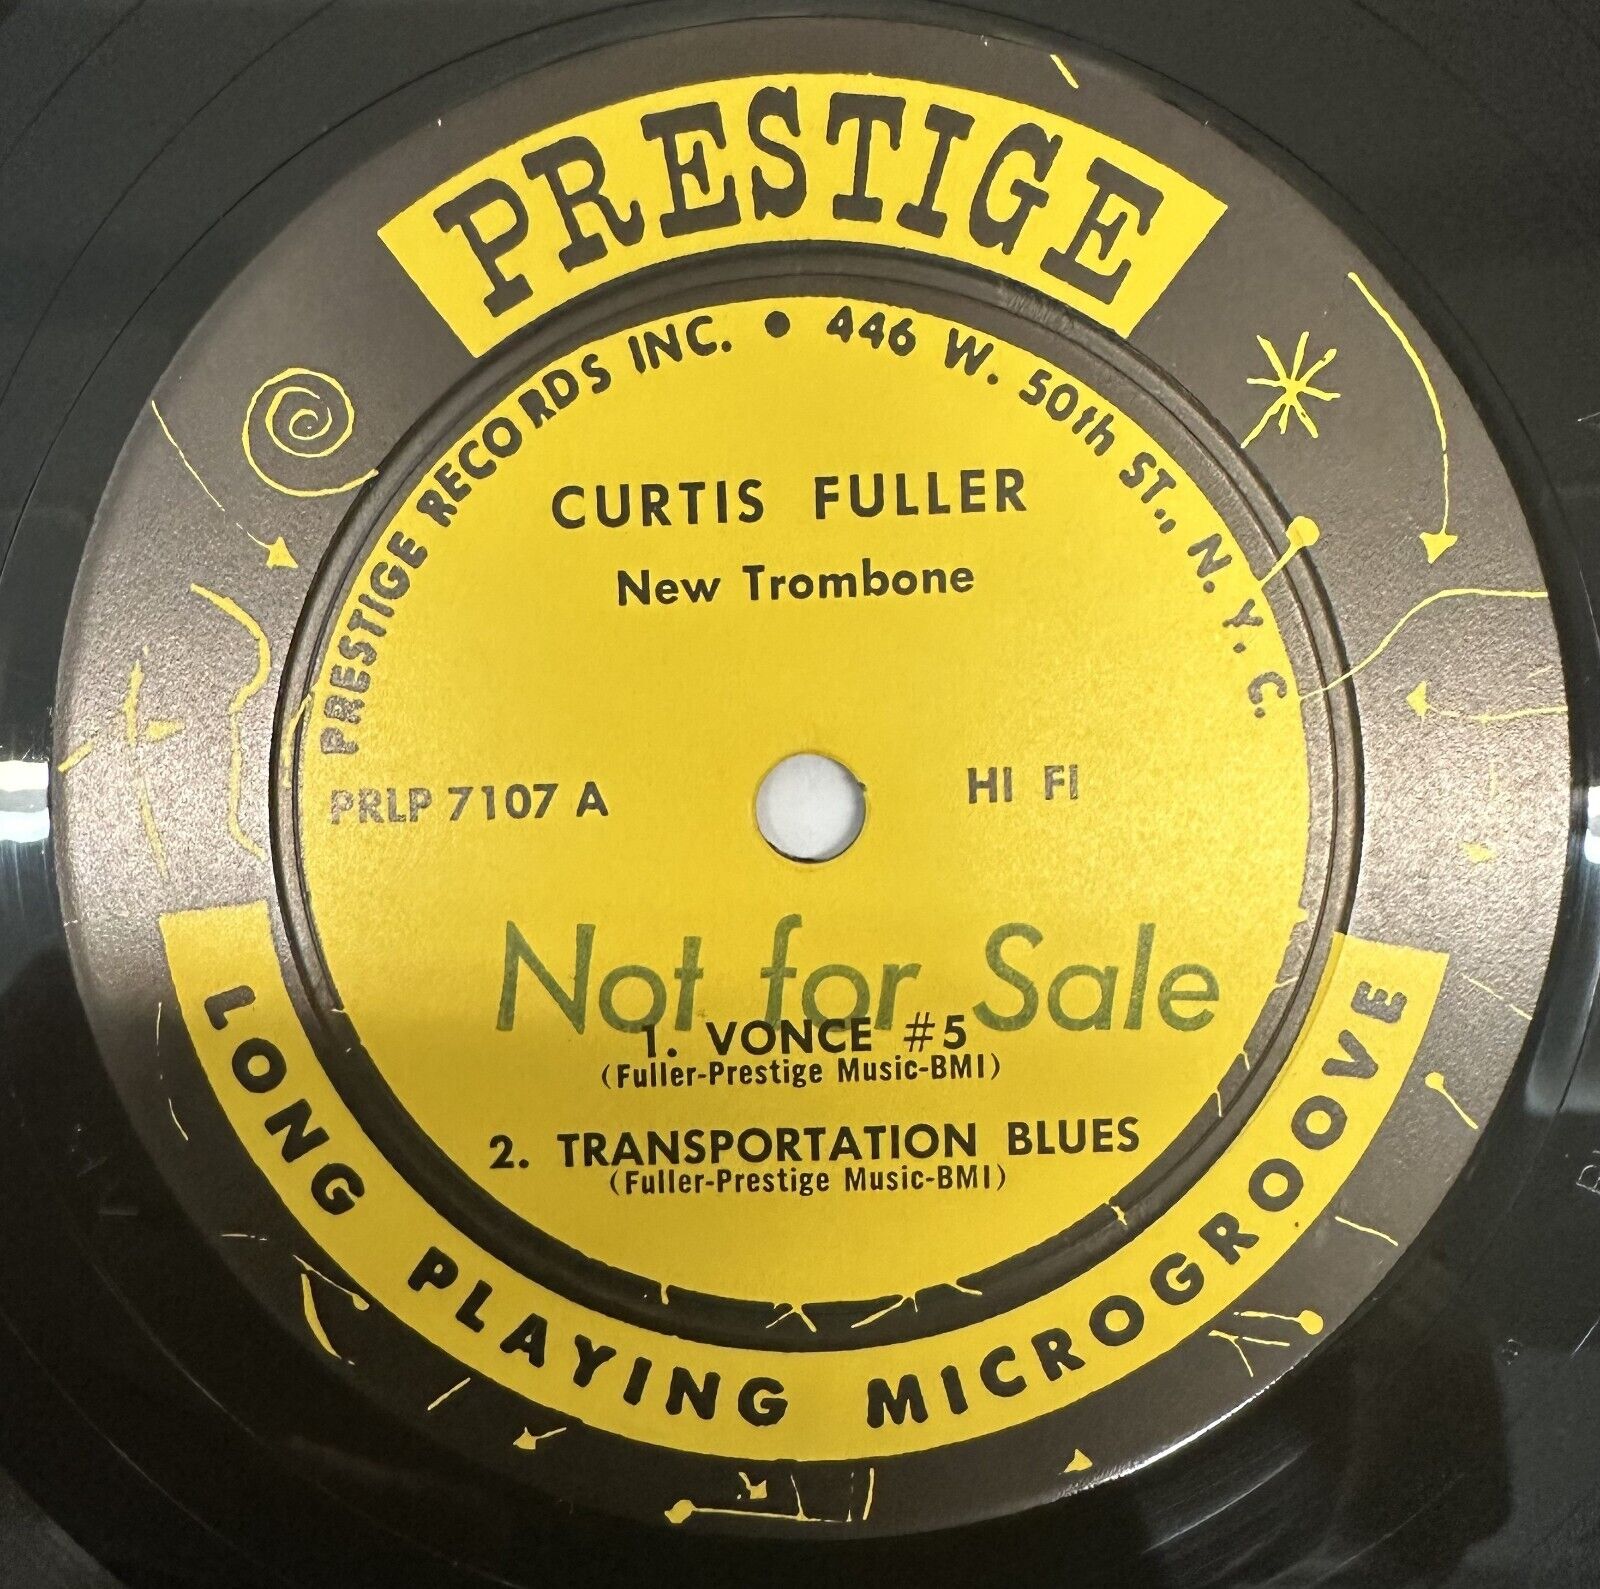 PRESTIGE
PRESTIGE RECORDS INC. • 446 W. 50th ST., N. Y. C.
CURTIS FULLER
New Trombone
PRLP 7107 A
HI FI
Not for Sale
1. VONCE #5
(Fuller-Prestige Music-BMI)
2. TRANSPORTATION BLUES
(Fuller-Prestige Music-BMI)
LONG PLAYING MICROGROOVE